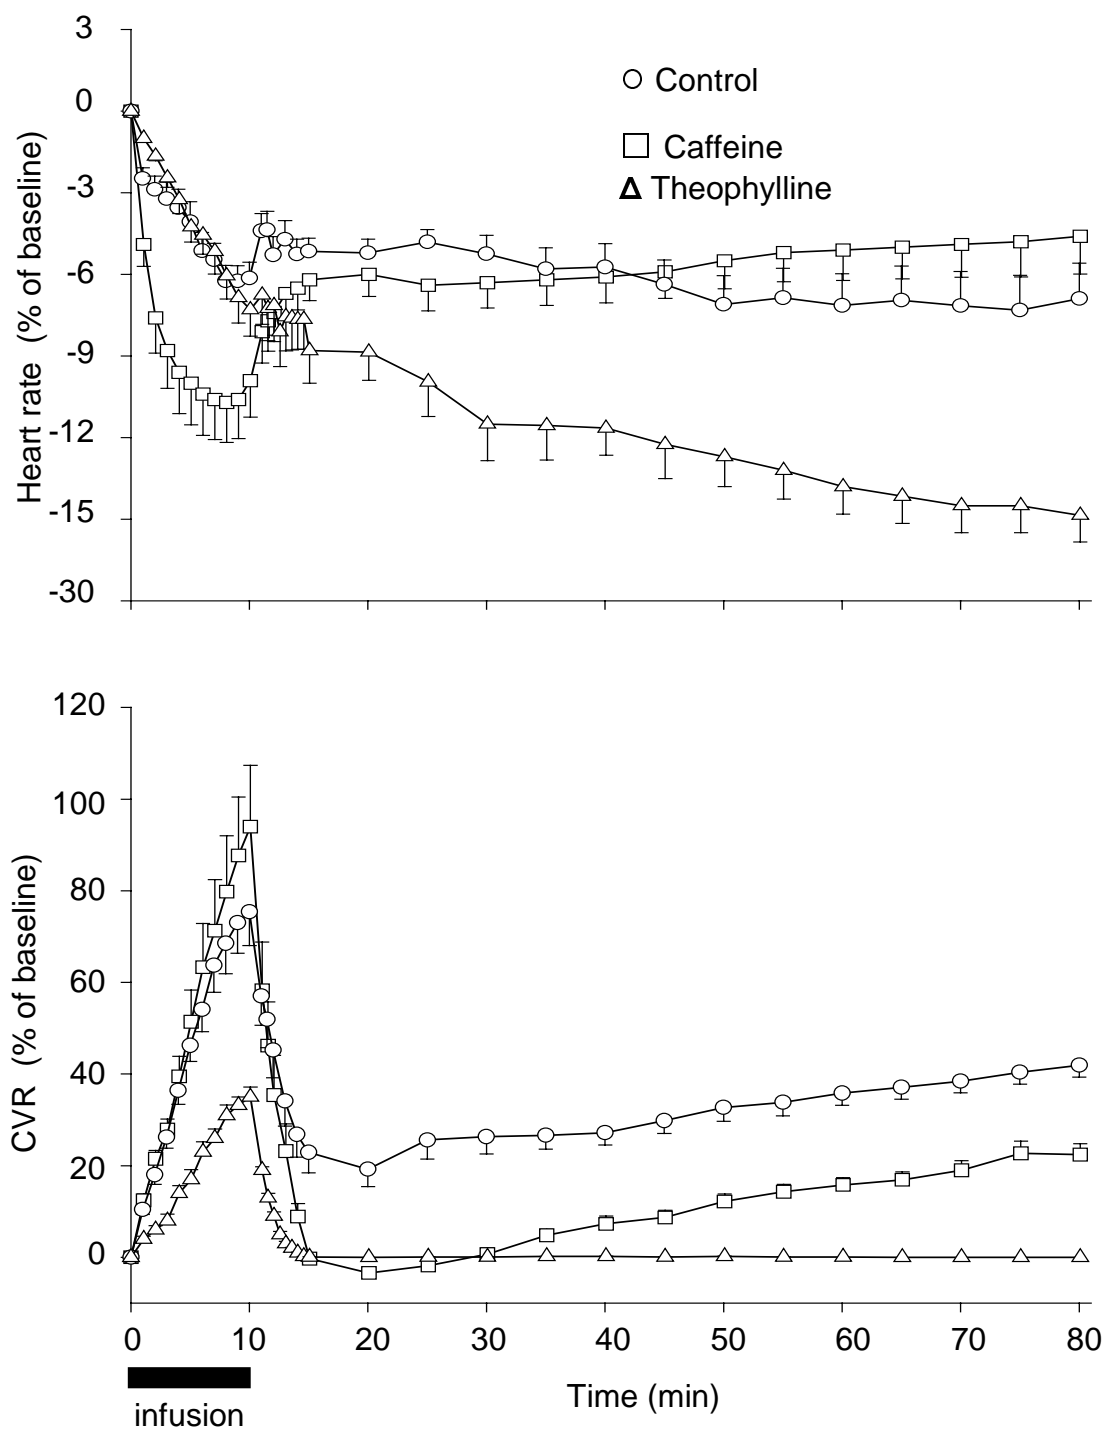 3
0
-3
-6
-9
-12
-15
-30
Heart rate (% of baseline)
Control
Caffeine
Theophylline
120
100
80
60
40
20
0
CVR (% of baseline)
0 10 20 30 40 50 60 70 80
Time (min)
infusion